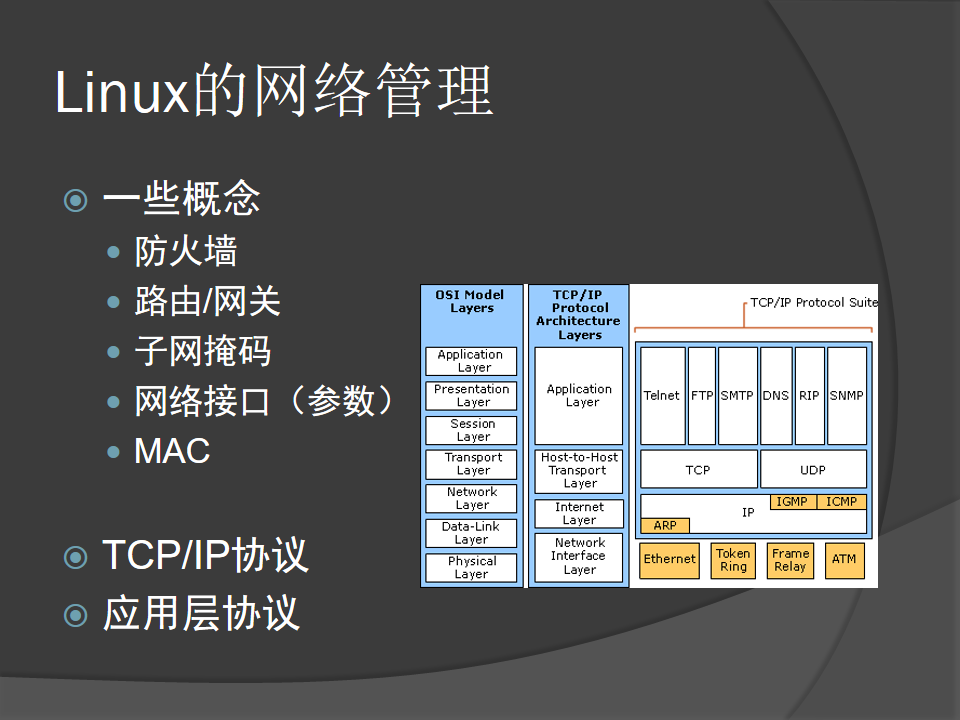 Linux的网络管理
一些概念
防火墙
路由/网关
子网掩码
网络接口（参数）
MAC
TCP/IP协议
应用层协议
OSI Model
Layers
Application
Layer
Presentation
Layer
Session
Layer
Transport
Layer
Network
Layer
Data-Link
Layer
Physical
Layer
TCP/IP
Protocol
Architecture
Layers
Application
Layer
Host-to-Host
Transport
Layer
Internet
Layer
Network
Interface
Layer
TCP/IP Protocol Suite
Telnet FTP SMTP DNS RIP SNMP
TCP UDP
IGMP ICMP
IP
ARP
Ethernet
Token
Ring
Frame
Relay
ATM